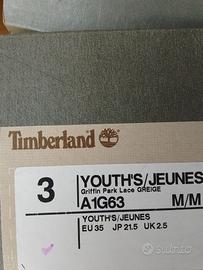 Timberland
3
YOUTH'S/JEUNES
Griffin Park Lace GREIGE
A1G63 M/M
YOUTH'S/JEUNES
EU 35 JP 21.5 UK 2.5
subito